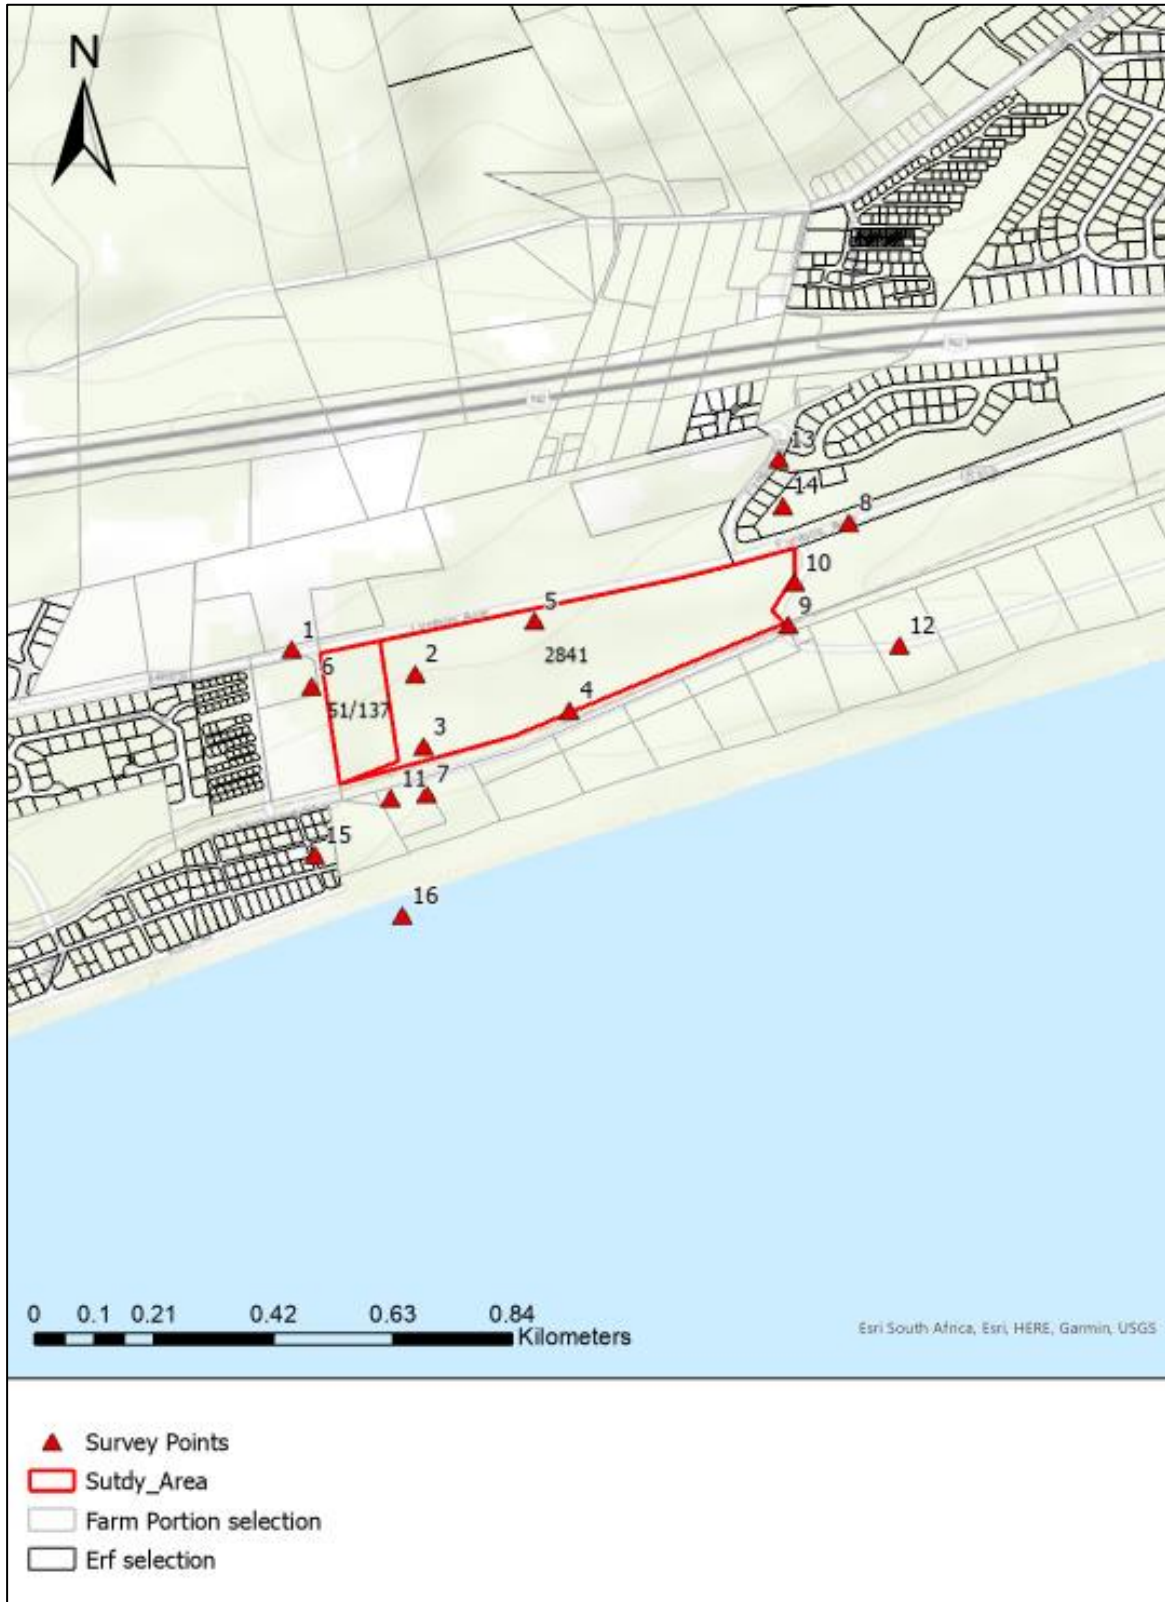 N
N2
N2
13
14
8
10
5
9
12
1
2
2841
6
51/137
4
3
11
7
15
16
0 0.1 0.21 0.42 0.63 0.84
Kilometers
Esri South Africa, Esri, HERE, Garmin, USGS
Survey Points
Sutdy_Area
Farm Portion selection
Erf selection